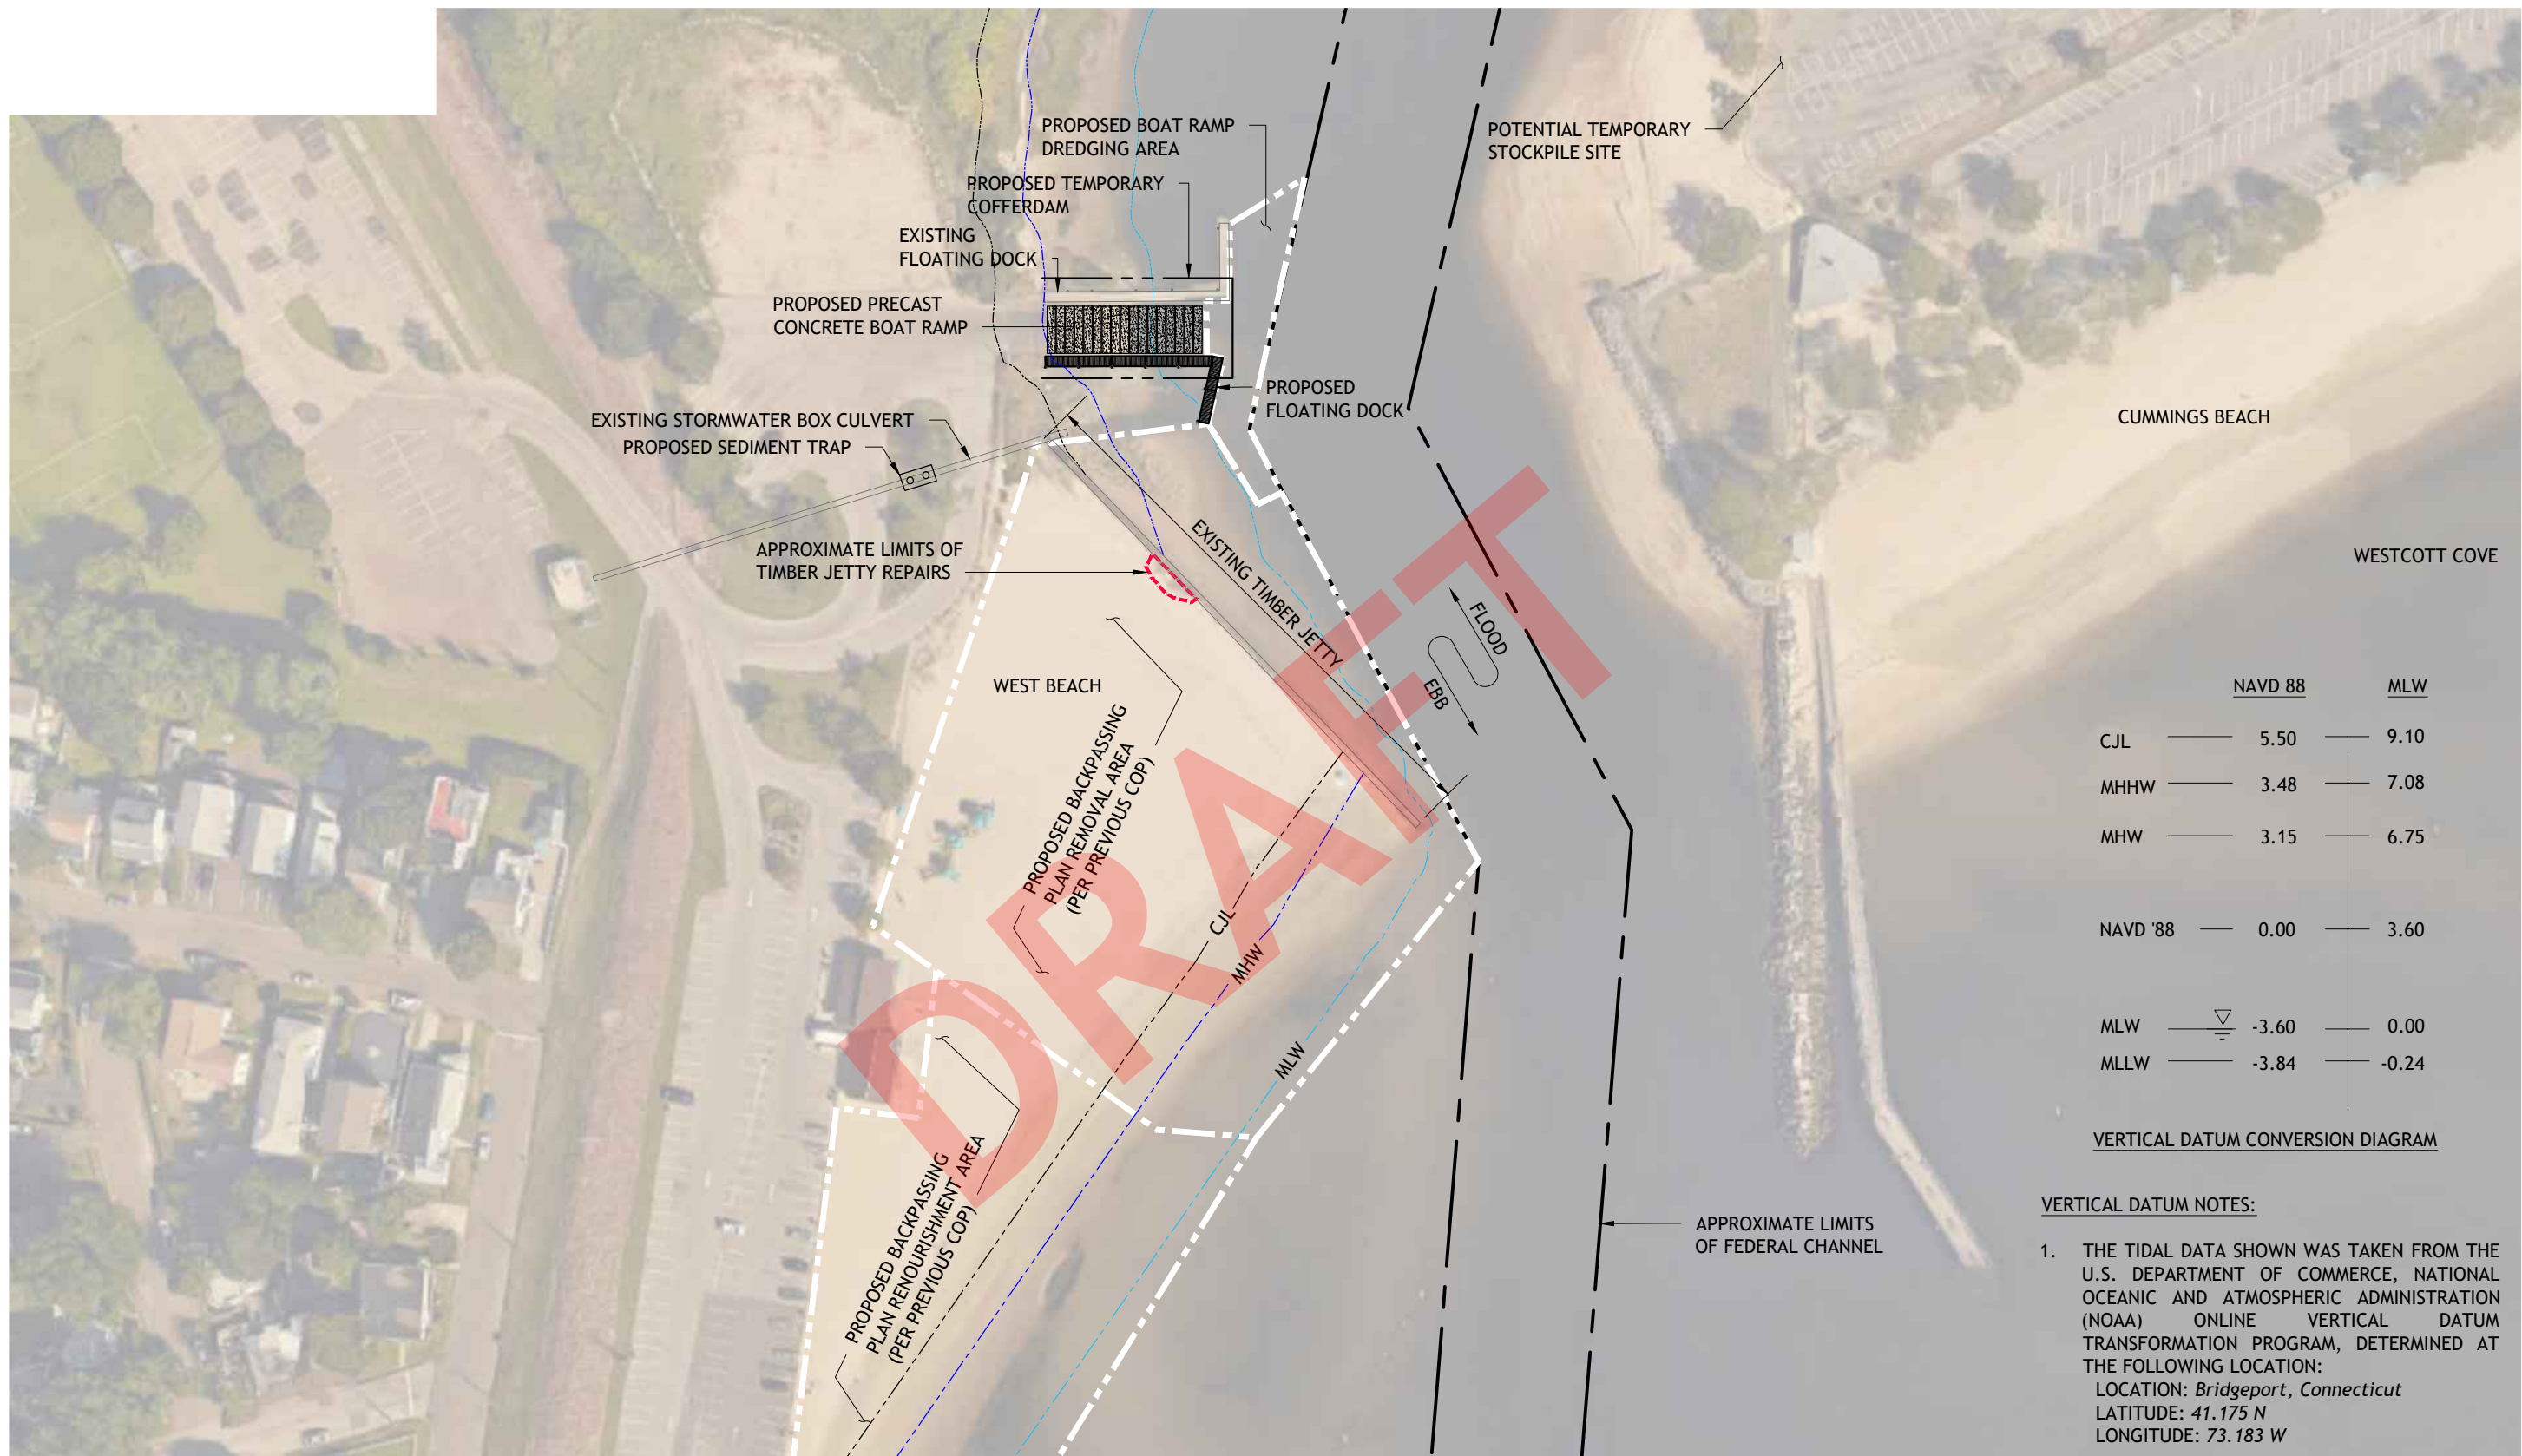 PROPOSED BOAT RAMP
DREDGING AREA
POTENTIAL TEMPORARY
STOCKPILE SITE
PROPOSED TEMPORARY
COFFERDAM
EXISTING
FLOATING DOCK
PROPOSED PRECAST
CONCRETE BOAT RAMP
PROPOSED
FLOATING DOCK
EXISTING STORMWATER BOX CULVERT
PROPOSED SEDIMENT TRAP
CUMMINGS BEACH
APPROXIMATE LIMITS OF
TIMBER JETTY REPAIRS
EXISTING TIMBER JETTY
WESTCOTT COVE
FLOOD
EBB
WEST BEACH
PROPOSED BACKPASSING
PLAN REMOVAL AREA
(PER PREVIOUS COP)
DRAFT
CJL
MHW
MLW
PROPOSED BACKPASSING
PLAN RENOURISHMENT AREA
(PER PREVIOUS COP)
APPROXIMATE LIMITS
OF FEDERAL CHANNEL
NAVD 88 MLW
CJL 5.50 9.10
MHHW 3.48 7.08
MHW 3.15 6.75
NAVD '88 0.00 3.60
MLW -3.60 0.00
MLLW -3.84 -0.24
VERTICAL DATUM CONVERSION DIAGRAM
VERTICAL DATUM NOTES:
1. THE TIDAL DATA SHOWN WAS TAKEN FROM THE
U.S. DEPARTMENT OF COMMERCE, NATIONAL
OCEANIC AND ATMOSPHERIC ADMINISTRATION
(NOAA) ONLINE VERTICAL DATUM
TRANSFORMATION PROGRAM, DETERMINED AT
THE FOLLOWING LOCATION:
LOCATION: Bridgeport, Connecticut
LATITUDE: 41.175 N
LONGITUDE: 73.183 W